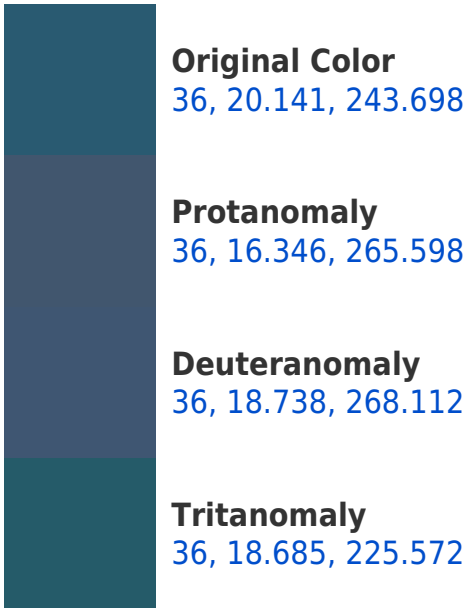 Original Color
36, 20.141, 243.698
Protanomaly
36, 16.346, 265.598
Deuteranomaly
36, 18.738, 268.112
Tritanomaly
36, 18.685, 225.572